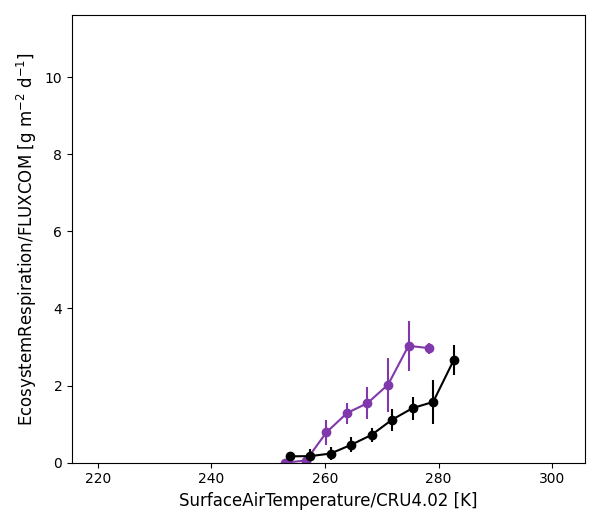 EcosystemRespiration/FLUXCOM [g m⁻² d⁻¹]
10
8
6
4
2
0
220 240 260 280 300
SurfaceAirTemperature/CRU4.02 [K]